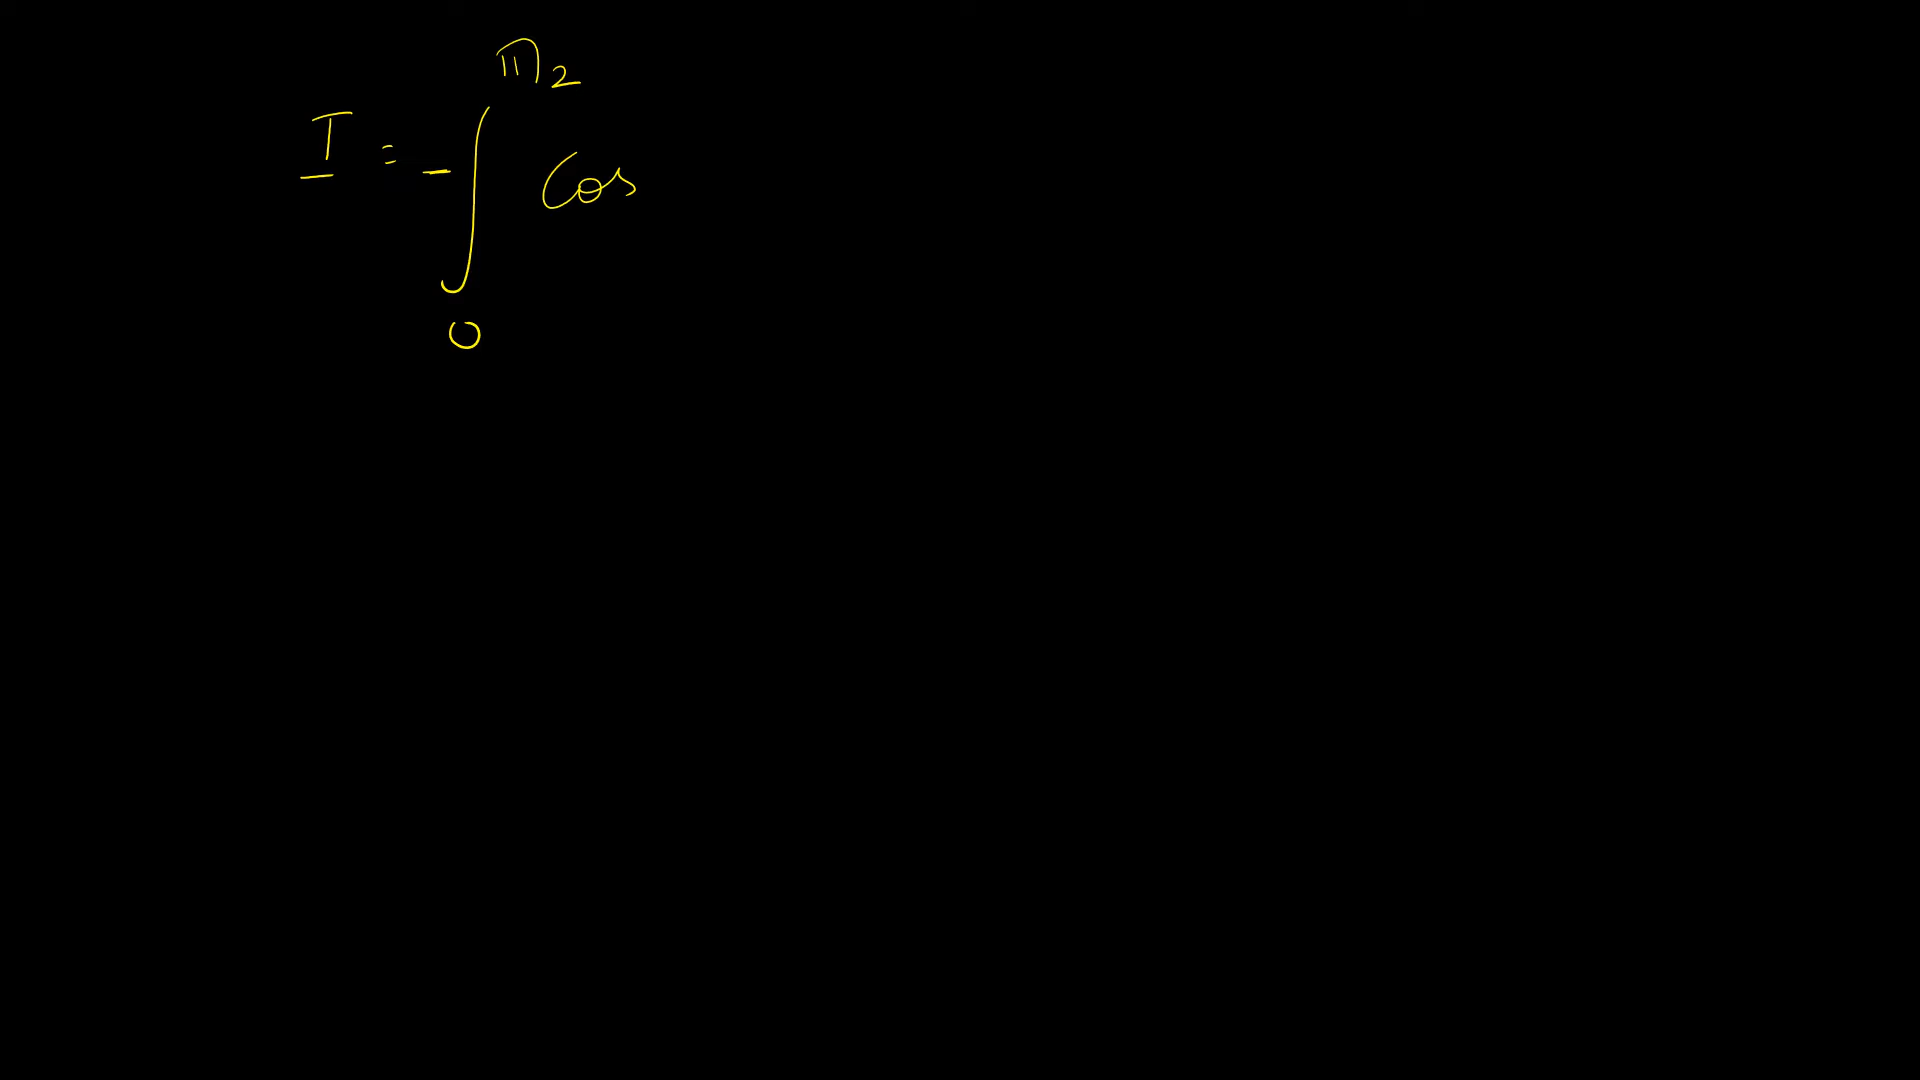 I = - ∫₀^{π/2} Cos